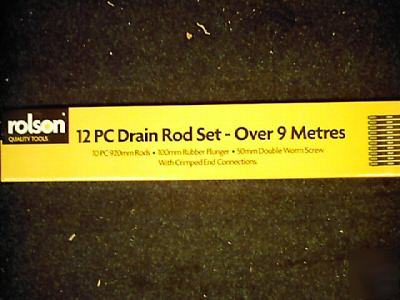 rolson
QUALITY TOOLS
12 PC Drain Rod Set - Over 9 Metres
10 PC 920mm Rods • 100mm Rubber Plunger • 50mm Double Worm Screw
With Crimped End Connections.